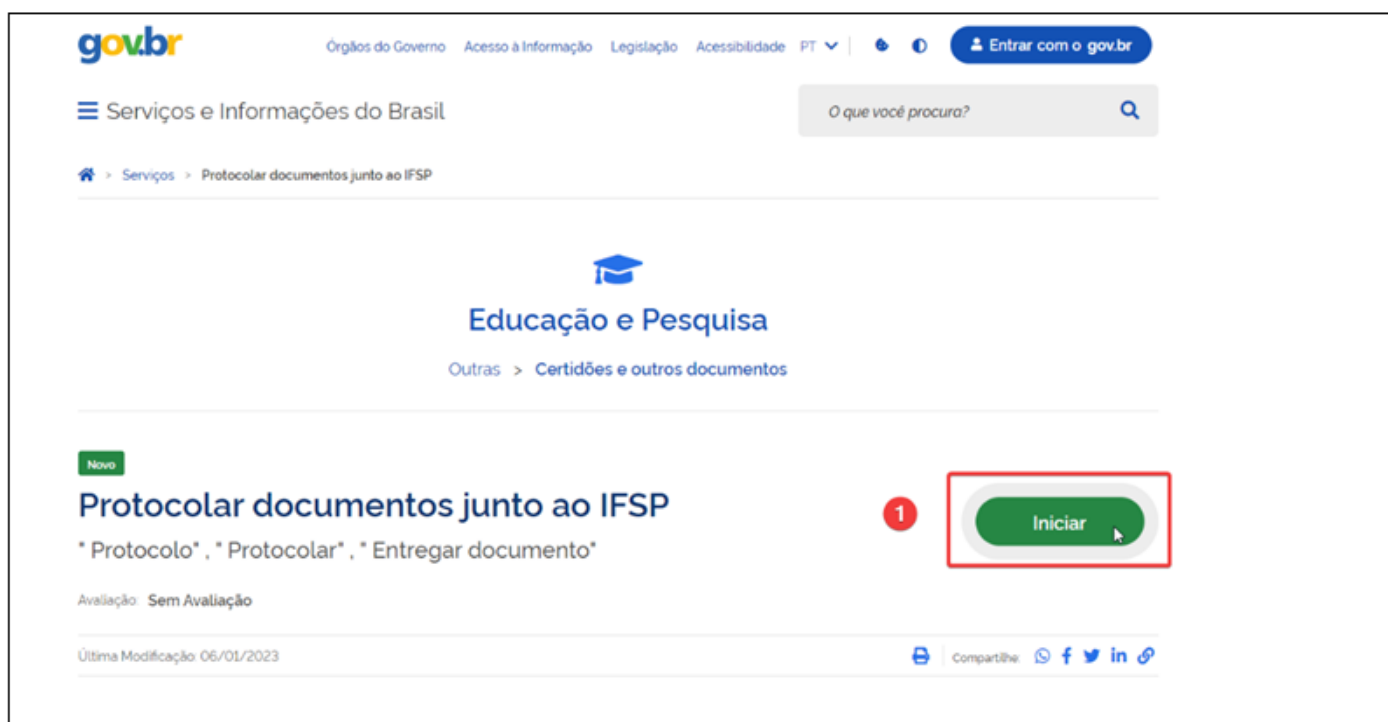 gov.br
Órgãos do Governo Acesso à Informação Legislação Acessibilidade PT Entrar com o gov.br
Serviços e Informações do Brasil
O que você procura?
> Serviços > Protocolar documentos junto ao IFSP
Educação e Pesquisa
Outras > Certidões e outros documentos
Novo
Protocolar documentos junto ao IFSP
1
Iniciar
" Protocolo" , " Protocolar" , " Entregar documento"
Avaliação: Sem Avaliação
Última Modificação: 06/01/2023
Compartilhe: